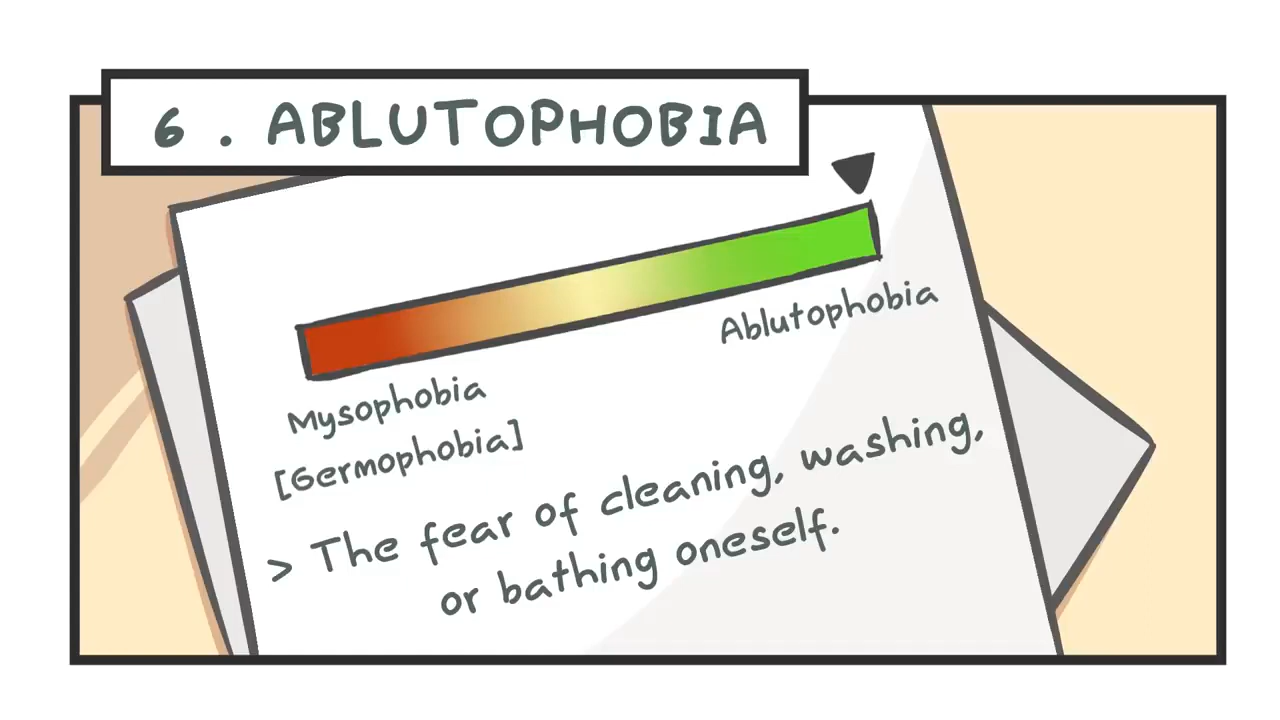 6 . ABLUTOPHOBIA
Ablutophobia
Mysophobia
[Germophobia]
> The fear of cleaning, washing,
or bathing oneself.